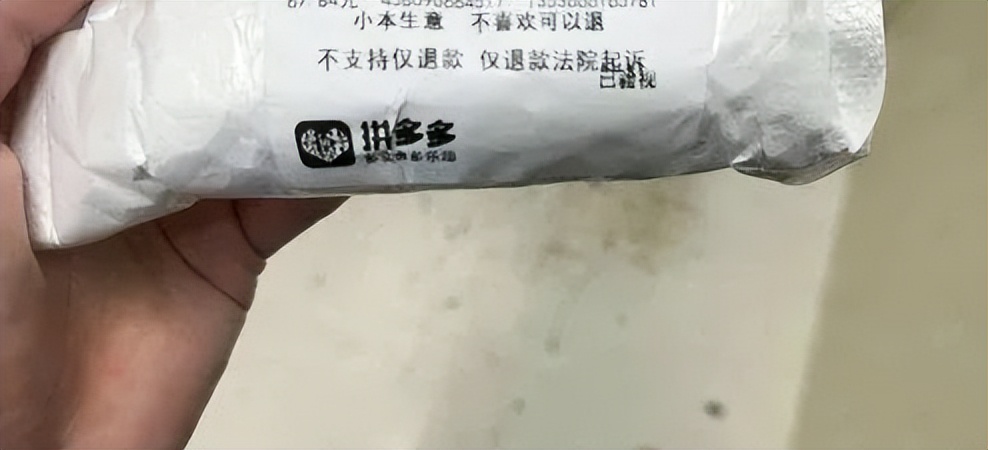 小本生意 不喜欢可以退
不支持仅退款 仅退款法院起诉
已验视
拼多多